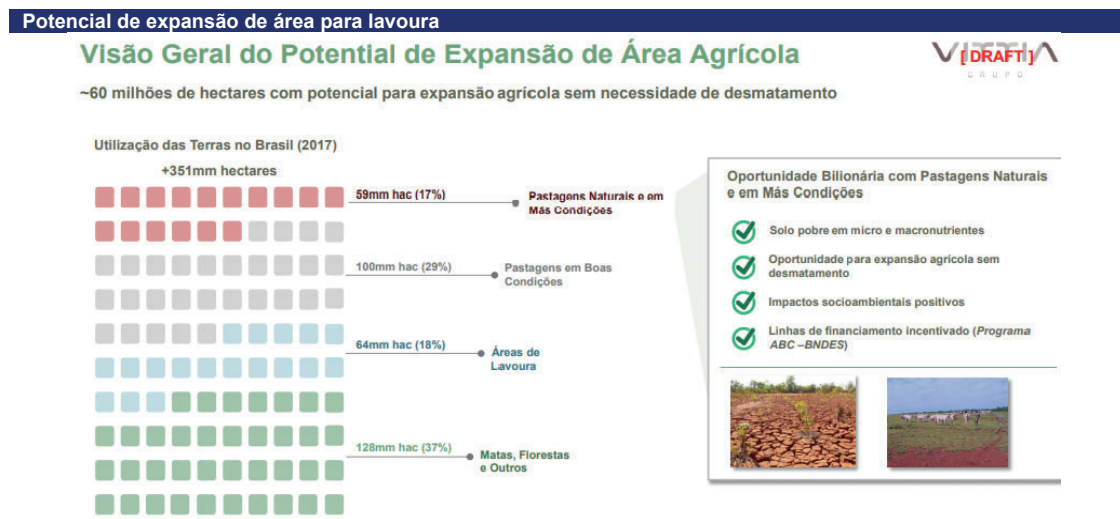 Potencial de expansão de área para lavoura
Visão Geral do Potential de Expansão de Área Agrícola
VITTIA
[DRAFT]
GRUPO
~60 milhões de hectares com potencial para expansão agrícola sem necessidade de desmatamento
Utilização das Terras no Brasil (2017)
+351mm hectares
59mm hac (17%)
Pastagens Naturais e em
Más Condições
100mm hac (29%)
Pastagens em Boas
Condições
64mm hac (18%)
Áreas de
Lavoura
128mm hac (37%)
Matas, Florestas
e Outros
Oportunidade Bilionária com Pastagens Naturais
e em Más Condições
Solo pobre em micro e macronutrientes
Oportunidade para expansão agrícola sem
desmatamento
Impactos socioambientais positivos
Linhas de financiamento incentivado (Programa
ABC –BNDES)